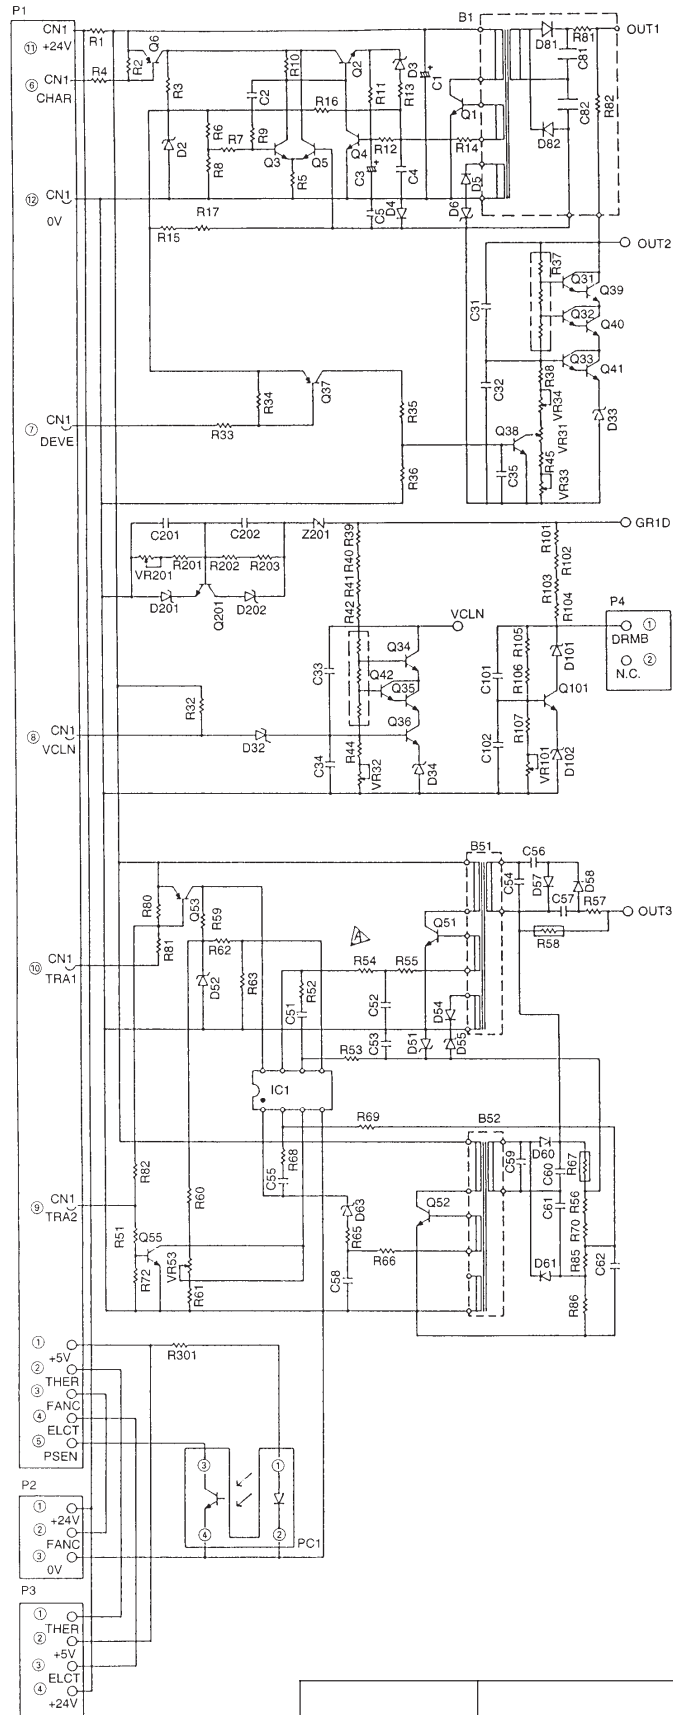 P1
CN1
⑪
+24V
R1
CN1
⑥
CHAR
R4
R2
Q6
R3
D2
R10
Q2
R11
D3
R13
C1
B1
D81
R81
OUT1
C81
C82
R82
D82
C2
R16
Q1
R6
R7
R9
R8
Q3
Q5
R5
Q4
R12
R14
C3
C4
D5
CN1
⑫
0V
R17
R15
C5
D4
D6
OUT2
R37
Q31
Q39
Q32
Q40
Q33
Q41
C31
C32
R38
VR34
VR31
D33
R34
Q37
R35
CN1
⑦
DEVE
R33
R36
Q38
C35
R45
VR33
C201
C202
Z201
GR1D
R39
R40
R41
R42
R101
R102
R103
R104
VR201
R201
R202
R203
D201
Q201
D202
VCLN
P4
①
DRMB
②
N.C.
Q34
Q42
Q35
Q36
C33
C34
R44
VR32
D34
C101
C102
R105
R106
R107
VR101
D101
Q101
D102
R32
CN1
⑧
VCLN
D32
B51
C56
C54
D57
D58
C57
R57
OUT3
R58
R80
Q53
R59
R81
R62
R63
D52
A
Q51
CN1
⑩
TRA1
R54
R55
C51
R52
C52
C53
D54
D51
D55
R53
IC1
R69
B52
R82
R60
R68
C55
C59
D60
C60
R67
CN1
⑨
TRA2
D63
R65
Q52
C61
R56
R70
R51
Q55
R72
VR53
R61
R66
C58
D61
R85
R86
C62
①
+5V
②
THER
③
FANC
④
ELCT
⑤
PSEN
R301
③
①
④
②
PC1
P2
①
+24V
②
FANC
③
0V
P3
①
THER
②
+5V
③
ELCT
④
+24V